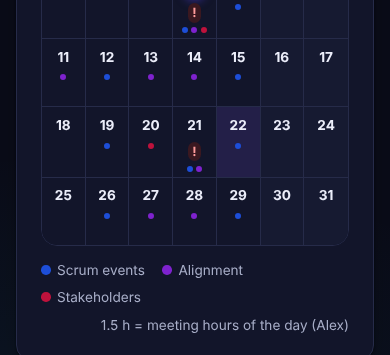 !
11 12 13 14 15 16 17
18 19 20 21 22 23 24
!
25 26 27 28 29 30 31
Scrum events Alignment
Stakeholders
1.5 h = meeting hours of the day (Alex)